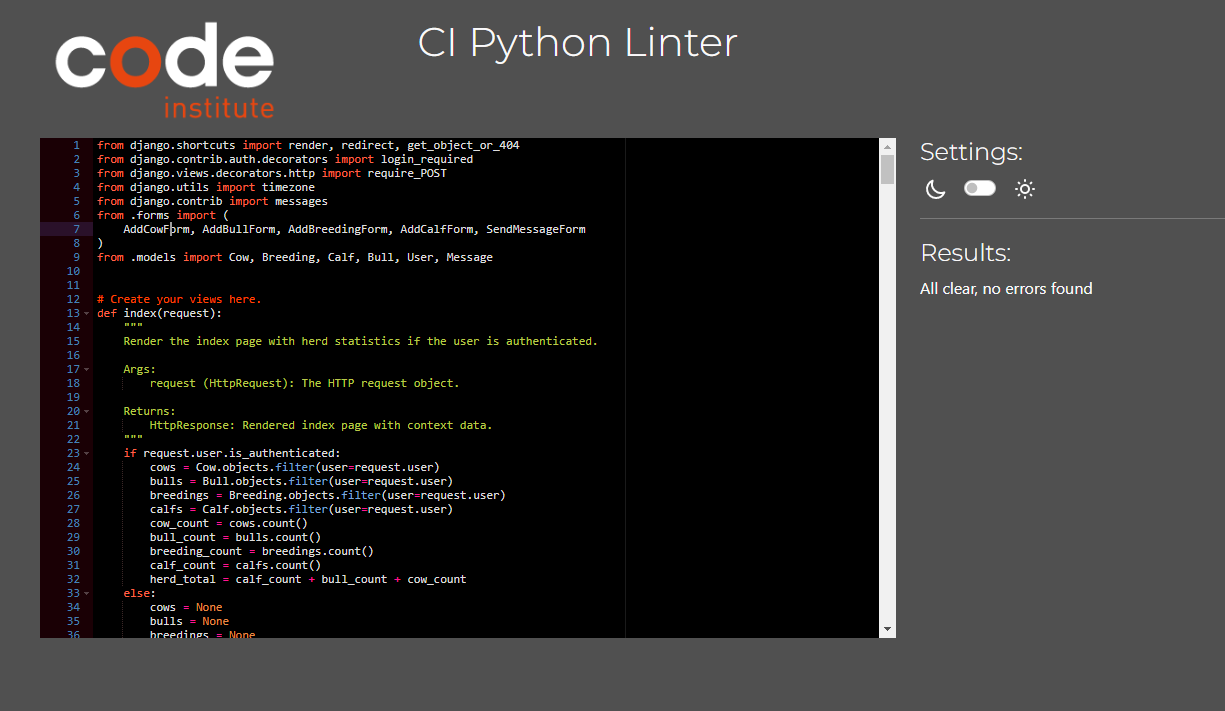 code
institute
CI Python Linter
1 from django.shortcuts import render, redirect, get_object_or_404
2 from django.contrib.auth.decorators import login_required
3 from django.views.decorators.http import require_POST
4 from django.utils import timezone
5 from django.contrib import messages
6 from .forms import (
7     AddCowForm, AddBullForm, AddBreedingForm, AddCalfForm, SendMessageForm
8 )
9 from .models import Cow, Breeding, Calf, Bull, User, Message
10
11
12 # Create your views here.
13 def index(request):
14     """
15     Render the index page with herd statistics if the user is authenticated.
16
17     Args:
18         request (HttpRequest): The HTTP request object.
19
20     Returns:
21         HttpResponse: Rendered index page with context data.
22     """
23     if request.user.is_authenticated:
24         cows = Cow.objects.filter(user=request.user)
25         bulls = Bull.objects.filter(user=request.user)
26         breedings = Breeding.objects.filter(user=request.user)
27         calfs = Calf.objects.filter(user=request.user)
28         cow_count = cows.count()
29         bull_count = bulls.count()
30         breeding_count = breedings.count()
31         calf_count = calfs.count()
32         herd_total = calf_count + bull_count + cow_count
33     else:
34         cows = None
35         bulls = None
36         breedings = None
Settings:
Results:
All clear, no errors found